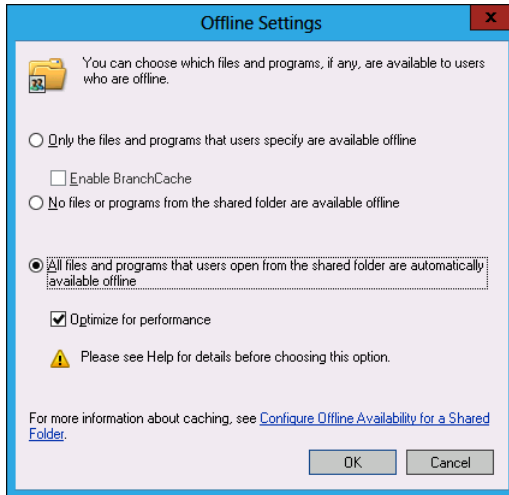 Offline Settings
x
You can choose which files and programs, if any, are available to users
who are offline.
Only the files and programs that users specify are available offline
Enable BranchCache
No files or programs from the shared folder are available offline
All files and programs that users open from the shared folder are automatically
available offline
Optimize for performance
Please see Help for details before choosing this option.
For more information about caching, see Configure Offline Availability for a Shared
Folder.
OK Cancel